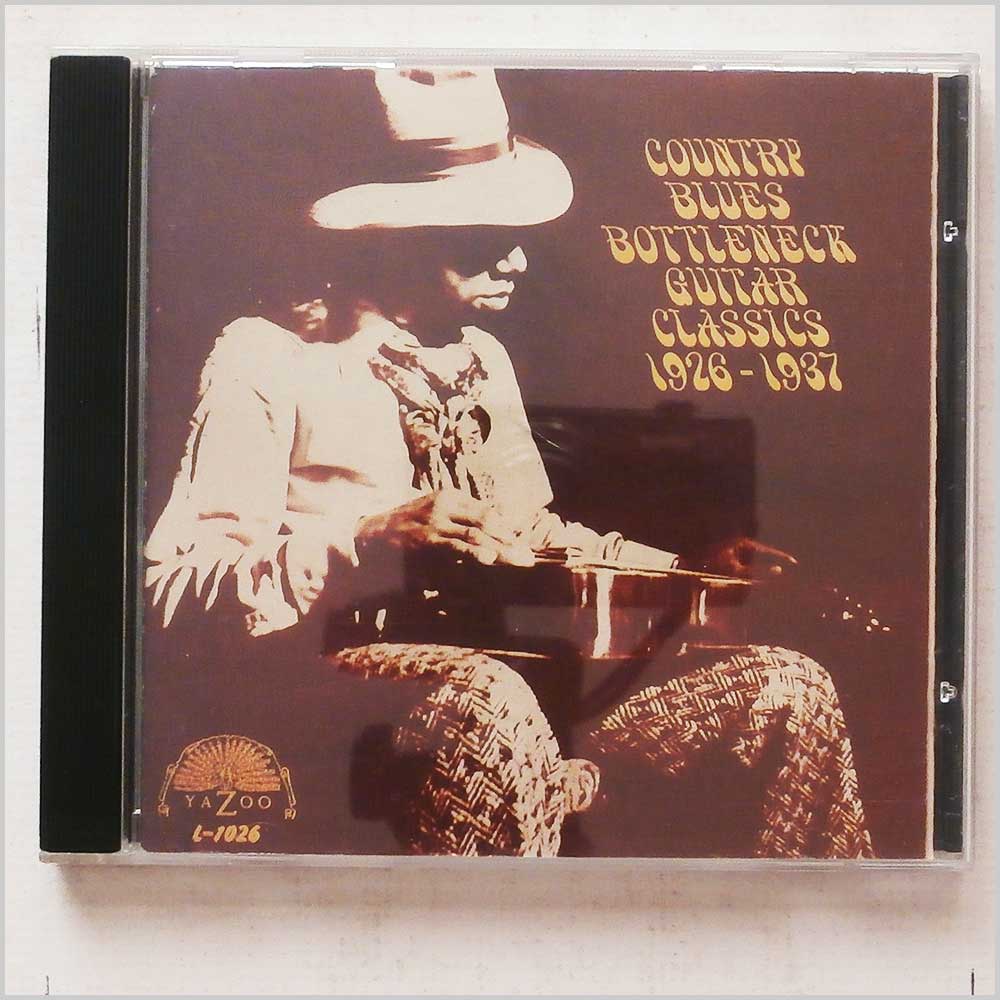 COUNTRY
BLUES
BOTTLENECK
GUITAR
CLASSICS
1926-1937
YAZOO
L-1026